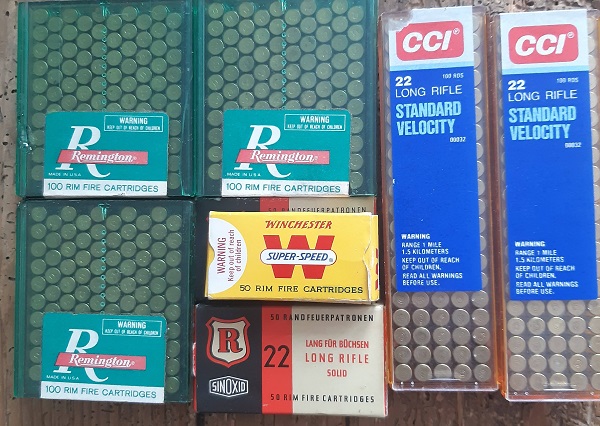 WARNING
KEEP OUT OF REACH OF CHILDREN
R
Remington
MADE IN U.S.A.
100 RIM FIRE CARTRIDGES
WARNING
KEEP OUT OF REACH OF CHILDREN
R
Remington
MADE IN U.S.A.
100 RIM FIRE CARTRIDGES
WARNING
KEEP OUT OF REACH OF CHILDREN
R
Remington
MADE IN U.S.A.
100 RIM FIRE CARTRIDGES
RANDFEUERPATRONEN
WARNING
Keep out of reach
of children
WINCHESTER
W
SUPER-SPEED
50 RIM FIRE CARTRIDGES
50 RANDFEUERPATRONEN
R
22
LANG FÜR BÜCHSEN
LONG RIFLE
SOLID
SINOXID
50 RIM FIRE CARTRIDGES
CCI
22 100 RDS
LONG RIFLE
STANDARD
VELOCITY
00032
WARNING
RANGE 1 MILE
1.5 KILOMETERS
KEEP OUT OF REACH
OF CHILDREN.
READ ALL WARNINGS
BEFORE USE.
CCI
22 100 RDS
LONG RIFLE
STANDARD
VELOCITY
00032
WARNING
RANGE 1 MILE
1.5 KILOMETERS
KEEP OUT OF REACH
OF CHILDREN.
READ ALL WARNINGS
BEFORE USE.